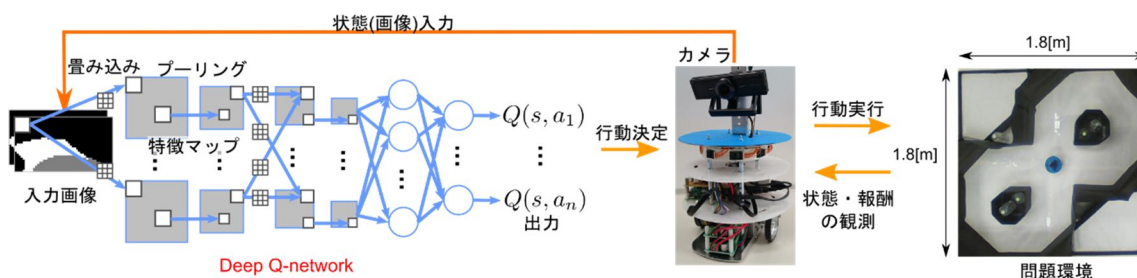 状態(画像)入力
畳み込み
プーリング
特徴マップ
入力画像
Q(s, a₁)
Q(s, aₙ)
出力
Deep Q-network
行動決定
カメラ
行動実行
状態・報酬
の観測
1.8[m]
1.8[m]
問題環境